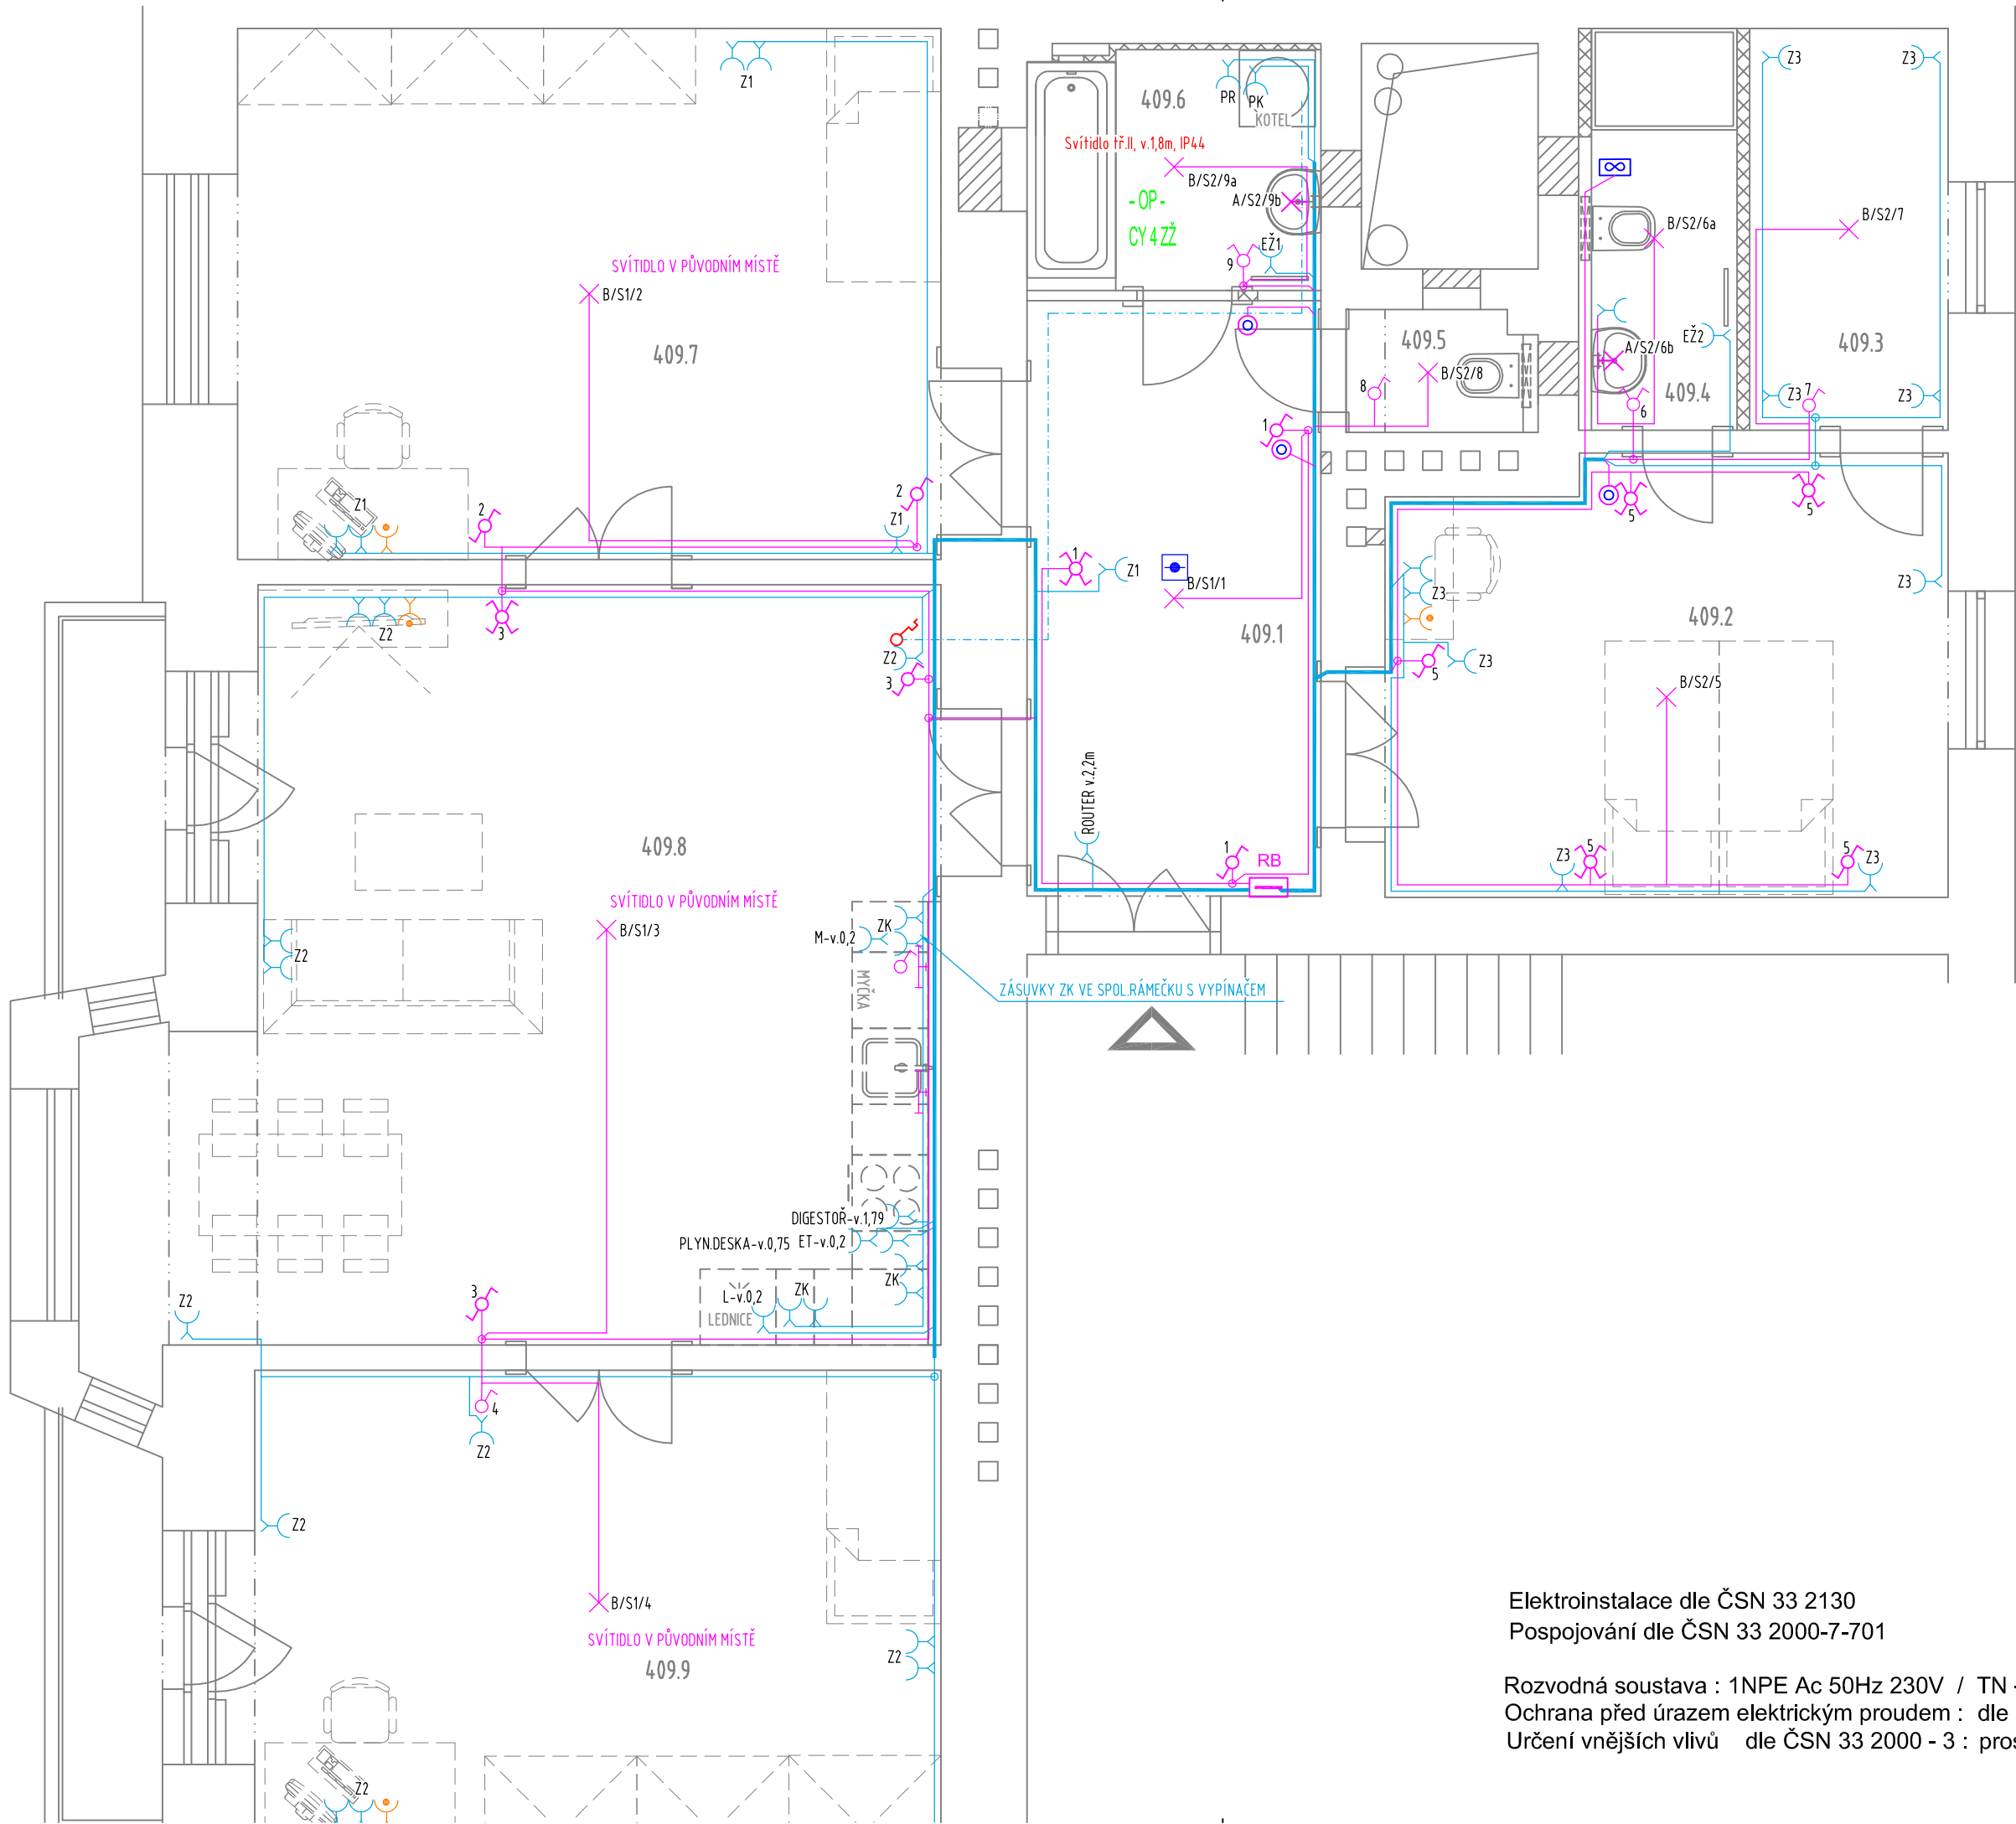 Z1
Z3
Z3
409.6
PR
PK
KOTEL
Svítidlo tř.II, v.1,8m, IP44
B/S2/9a
A/S2/9b
-OP-
CY 4 ZŽ
EŽ1
9
B/S2/6a
B/S2/7
SVÍTIDLO V PŮVODNÍM MÍSTĚ
B/S1/2
409.7
409.5
B/S2/8
8
EŽ2
A/S2/6b
409.4
409.3
Z3
7
Z3
6
1
2
2
Z1
Z1
5
5
1
Z1
B/S1/1
409.1
Z3
Z3
409.2
Z2
3
Z2
3
5
Z3
B/S2/5
ROUTER v.2,2m
409.8
1
RB
Z3
5
5
Z3
SVÍTIDLO V PŮVODNÍM MÍSTĚ
B/S1/3
M-v.0,2
ZK
Z2
MYČKA
ZÁSUVKY ZK VE SPOL.RÁMEČKU S VYPÍNAČEM
DIGESTOŘ-v.1,79
PLYN.DESKA-v.0,75
ET-v.0,2
ZK
L-v.0,2
ZK
LEDNICE
Z2
3
4
Z2
Z2
B/S1/4
SVÍTIDLO V PŮVODNÍM MÍSTĚ
409.9
Z2
Z2
Elektroinstalace dle ČSN 33 2130
Pospojování dle ČSN 33 2000-7-701
Rozvodná soustava : 1NPE Ac 50Hz 230V / TN -
Ochrana před úrazem elektrickým proudem : dle
Určení vnějších vlivů dle ČSN 33 2000 - 3 : pros